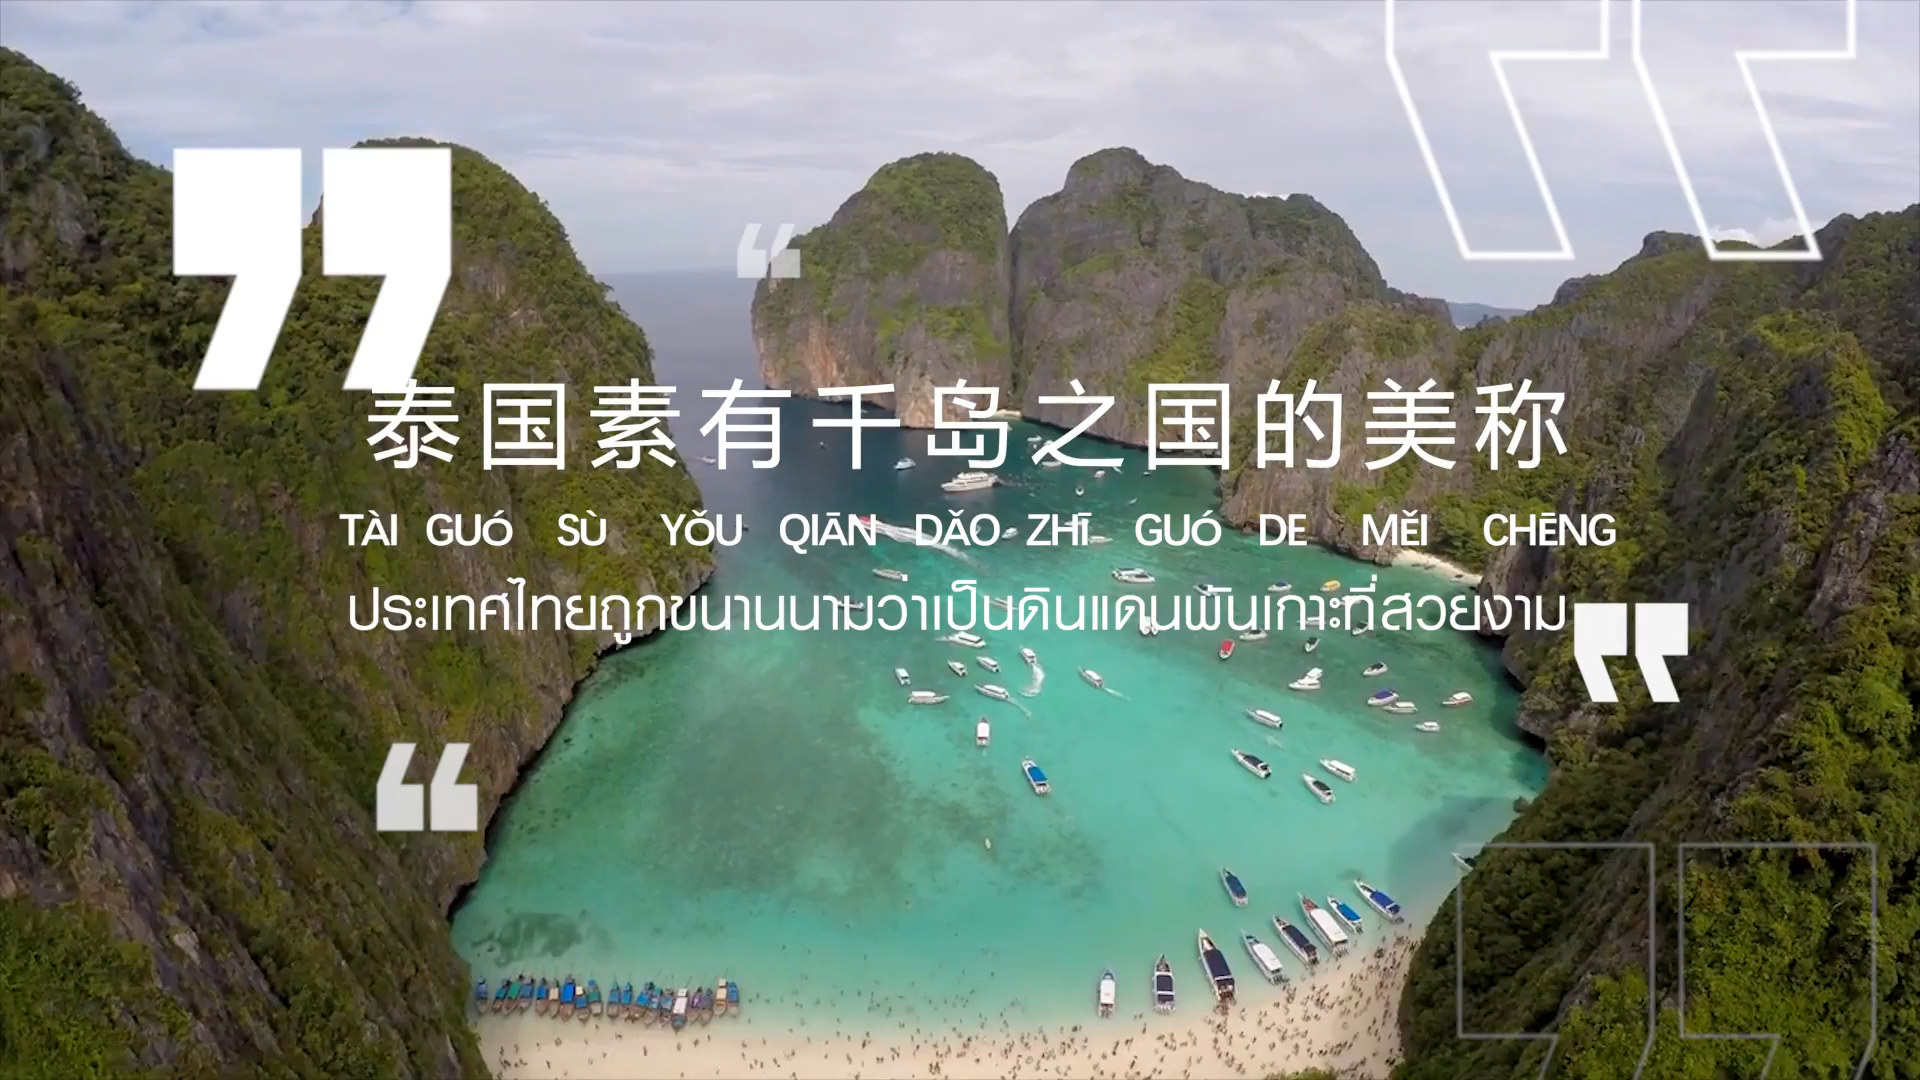 泰国素有千岛之国的美称
TÀI GUÓ SÙ YǑU QIĀN DǍO ZHĪ GUÓ DE MĚI CHĒNG
ประเทศไทยถูกขนานนามว่าเป็นดินแดนพันเกาะที่สวยงาม